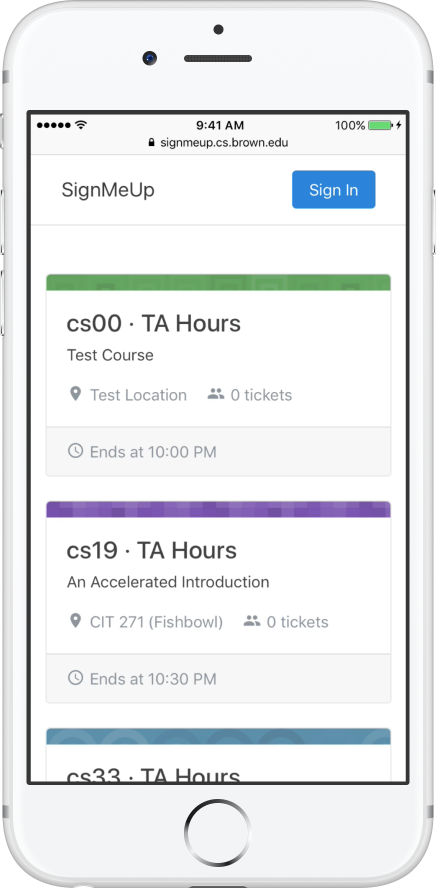 9:41 AM
100%
signmeup.cs.brown.edu
SignMeUp
Sign In
cs00 · TA Hours
Test Course
Test Location
0 tickets
Ends at 10:00 PM
cs19 · TA Hours
An Accelerated Introduction
CIT 271 (Fishbowl)
0 tickets
Ends at 10:30 PM
cs33 · TA Hours